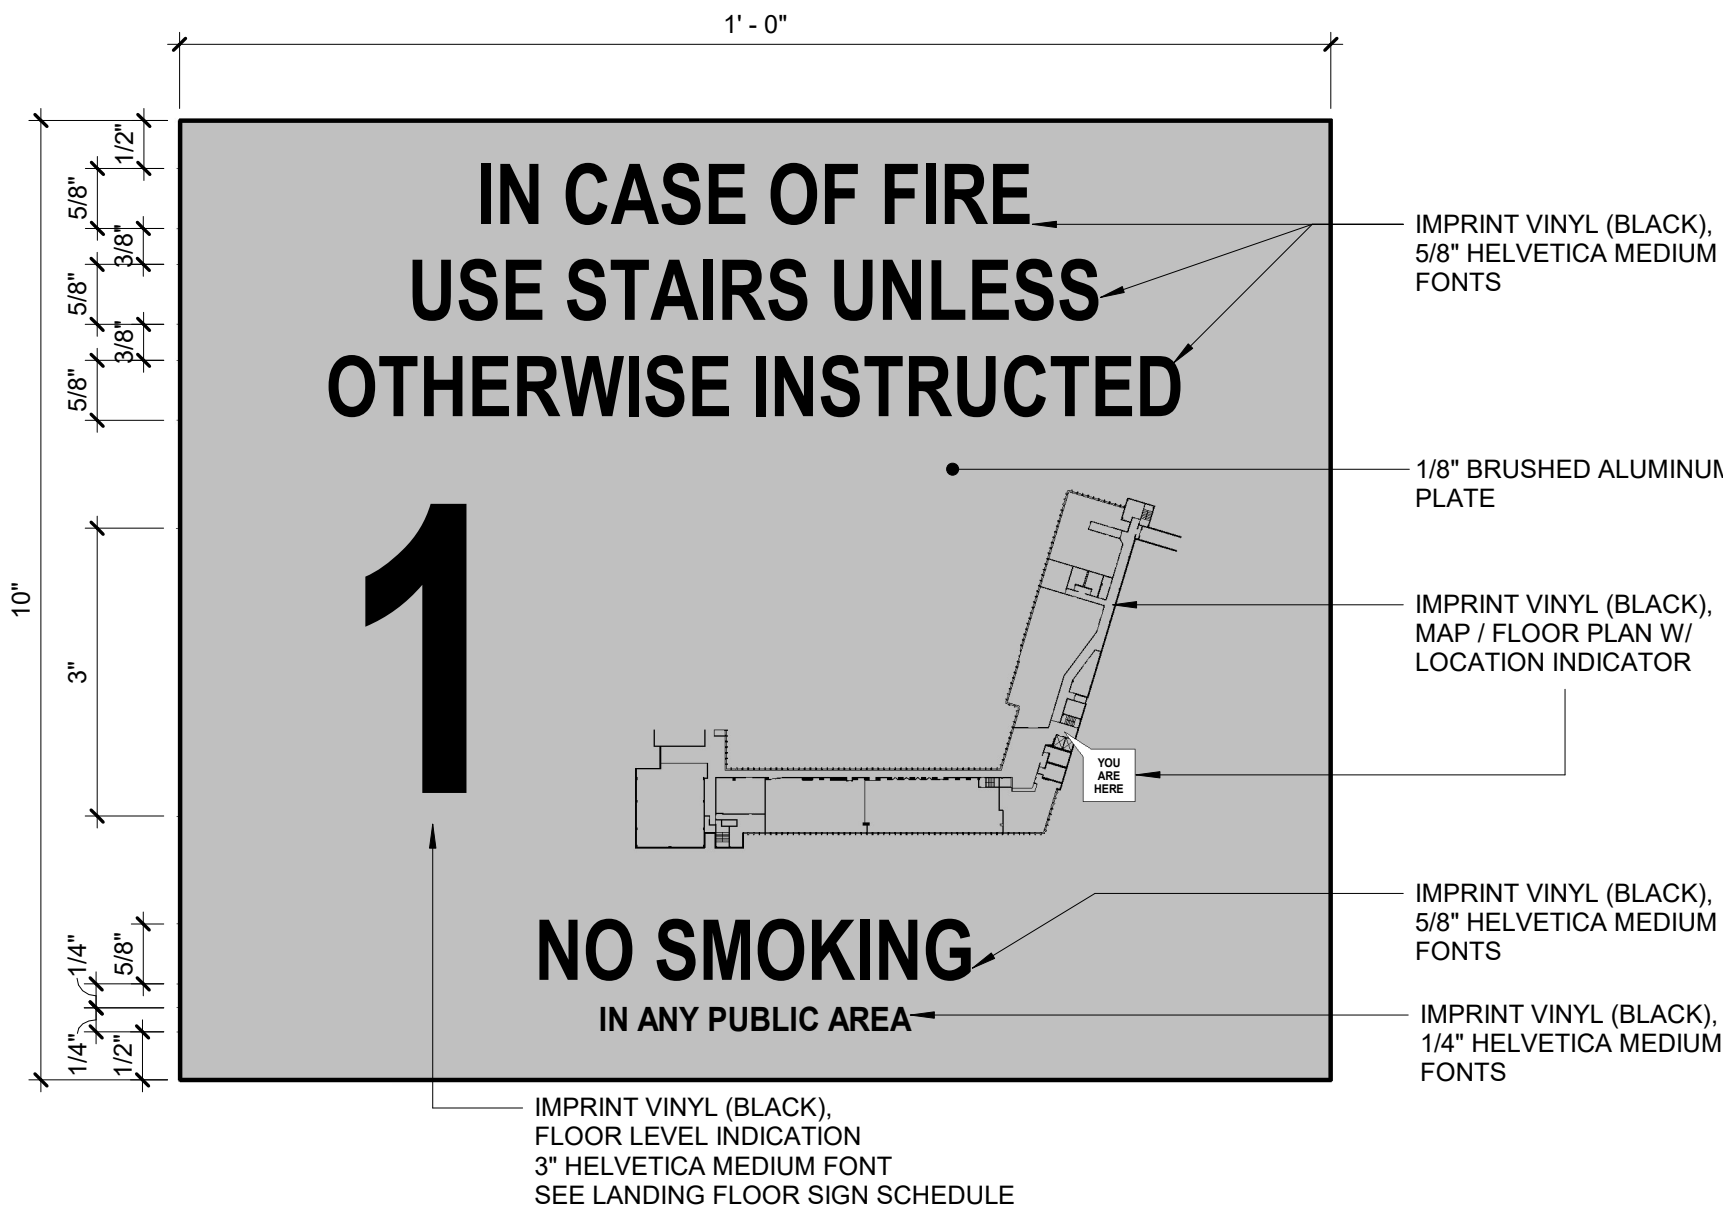 1' - 0"
10"
1/2"
5/8"
3/8"
5/8"
3/8"
5/8"
3"
5/8"
1/4"
1/4"
1/2"
IN CASE OF FIRE
USE STAIRS UNLESS
OTHERWISE INSTRUCTED
1
YOU
ARE
HERE
NO SMOKING
IN ANY PUBLIC AREA
IMPRINT VINYL (BLACK),
5/8" HELVETICA MEDIUM
FONTS
1/8" BRUSHED ALUMINUM
PLATE
IMPRINT VINYL (BLACK),
MAP / FLOOR PLAN W/
LOCATION INDICATOR
IMPRINT VINYL (BLACK),
5/8" HELVETICA MEDIUM
FONTS
IMPRINT VINYL (BLACK),
1/4" HELVETICA MEDIUM
FONTS
IMPRINT VINYL (BLACK),
FLOOR LEVEL INDICATION
3" HELVETICA MEDIUM FONT
SEE LANDING FLOOR SIGN SCHEDULE